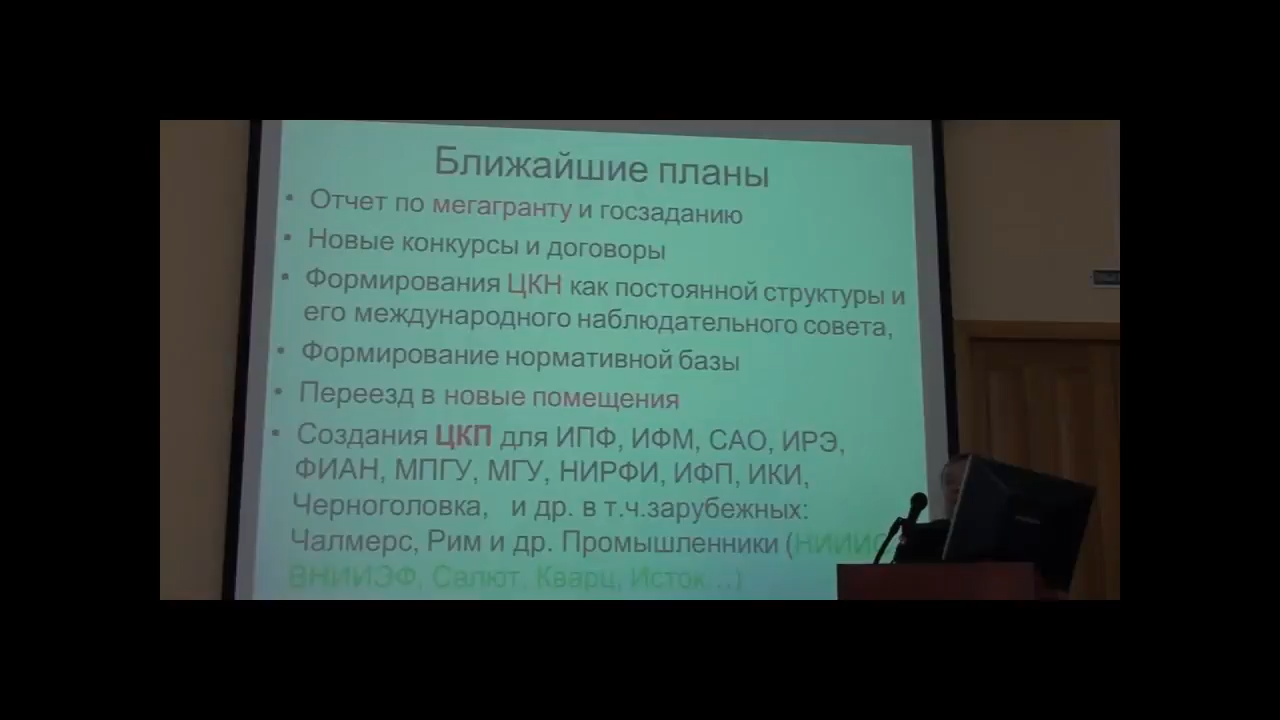 Ближайшие планы
• Отчет по мегагранту и госзаданию
• Новые конкурсы и договоры
• Формирования ЦКН как постоянной структуры и
его международного наблюдательного совета,
• Формирование нормативной базы
• Переезд в новые помещения
• Создания ЦКП для ИПФ, ИФМ, САО, ИРЭ,
ФИАН, МПГУ, МГУ, НИРФИ, ИФП, ИКИ,
Черноголовка, и др. в т.ч.зарубежных:
Чалмерс, Рим и др. Промышленники (
ВНИИЭФ, Салют, Кварц, Исток...)